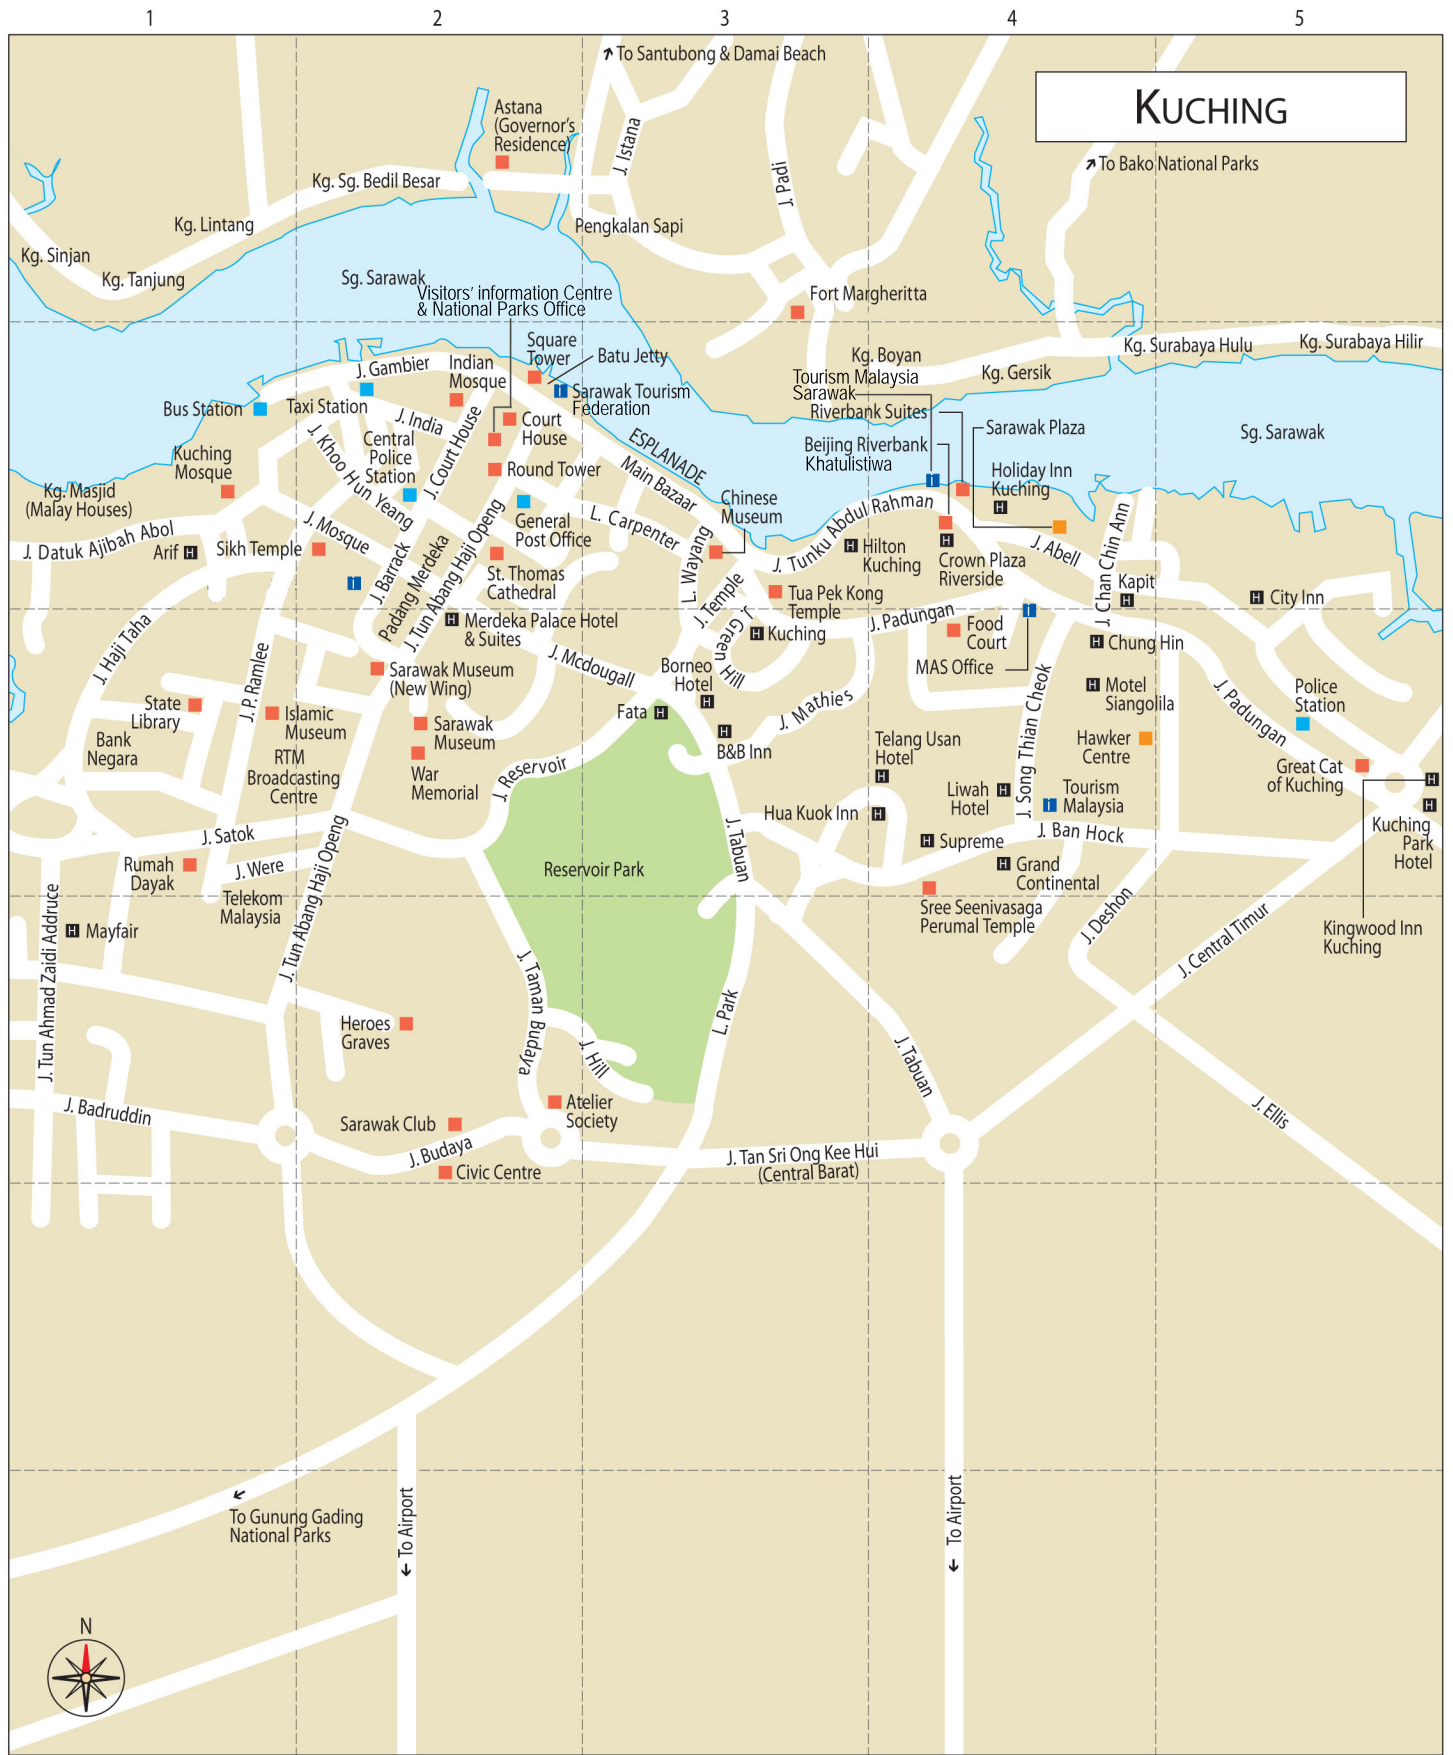 1
2
3
4
5
To Santubong & Damai Beach
KUCHING
Astana
(Governor's
Residence)
J. Istana
J. Padi
To Bako National Parks
Kg. Sg. Bedil Besar
Kg. Lintang
Pengkalan Sapi
Kg. Sinjan
Kg. Tanjung
Sg. Sarawak
Visitors' information Centre
& National Parks Office
Fort Margheritta
Square
Tower
Batu Jetty
Kg. Boyan
Kg. Gersik
Kg. Surabaya Hulu
Kg. Surabaya Hilir
J. Gambier
Indian
Mosque
Tourism Malaysia
Sarawak
Sarawak Tourism
Federation
Bus Station
Taxi Station
J. India
Court
House
Riverbank Suites
Sarawak Plaza
Sg. Sarawak
J. Khoo Hun Yeang
Central
Police
Station
J. Court House
ESPLANADE
Beijing Riverbank
Khatulistiwa
Kuching
Mosque
Round Tower
Main Bazaar
Holiday Inn
Kuching
Kg. Masjid
(Malay Houses)
Chinese
Museum
J. Tunku Abdul Rahman
J. Datuk Ajibah Abol
J. Mosque
General
Post Office
L. Carpenter
L. Wayang
J. Abell
J. Chan Chin Ann
Arif
Sikh Temple
J. Barrack
Padang Merdeka
J. Tun Abang Haji Openg
St. Thomas
Cathedral
Hilton
Kuching
Crown Plaza
Riverside
Kapit
J. Temple
Tua Pek Kong
Temple
City Inn
J. Haji Taha
Merdeka Palace Hotel
& Suites
J. Green Hill
Kuching
J. Padungan
Food
Court
Chung Hin
J. P. Ramlee
Sarawak Museum
(New Wing)
J. Mcdougall
Borneo
Hotel
MAS Office
Motel
Siangolila
J. Padungan
Police
Station
State
Library
Islamic
Museum
Sarawak
Museum
Fata
J. Mathies
J. Song Thian Cheok
Bank
Negara
RTM
Broadcasting
Centre
War
Memorial
J. Reservoir
B&B Inn
Telang Usan
Hotel
Hawker
Centre
Great Cat
of Kuching
Liwah
Hotel
Tourism
Malaysia
Hua Kuok Inn
J. Satok
J. Tun Abang Haji Openg
J. Tabuan
Supreme
J. Ban Hock
Kuching
Park
Hotel
Rumah
Dayak
J. Were
Reservoir Park
Grand
Continental
Telekom
Malaysia
Sree Seenivasaga
Perumal Temple
J. Deshon
J. Central Timur
Kingwood Inn
Kuching
Mayfair
J. Tun Ahmad Zaidi Addruce
J. Taman Budaya
L. Park
Heroes
Graves
J. Hill
J. Tabuan
J. Badruddin
Atelier
Society
J. Ellis
Sarawak Club
J. Budaya
Civic Centre
J. Tan Sri Ong Kee Hui
(Central Barat)
To Gunung Gading
National Parks
To Airport
To Airport
N